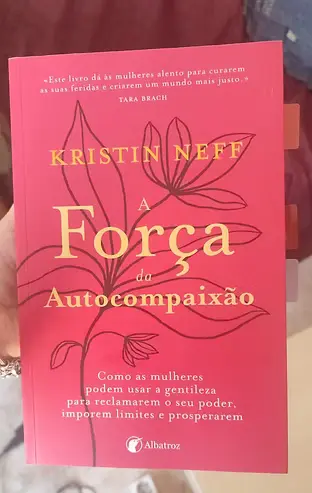 «Este livro dá às mulheres alento para curarem
as suas feridas e criarem um mundo mais justo.»
TARA BRACH
KRISTIN NEFF
A
Força
da
Autocompaixão
Como as mulheres
podem usar a gentileza
para reclamarem o seu poder,
imporem limites e prosperarem
Albatroz